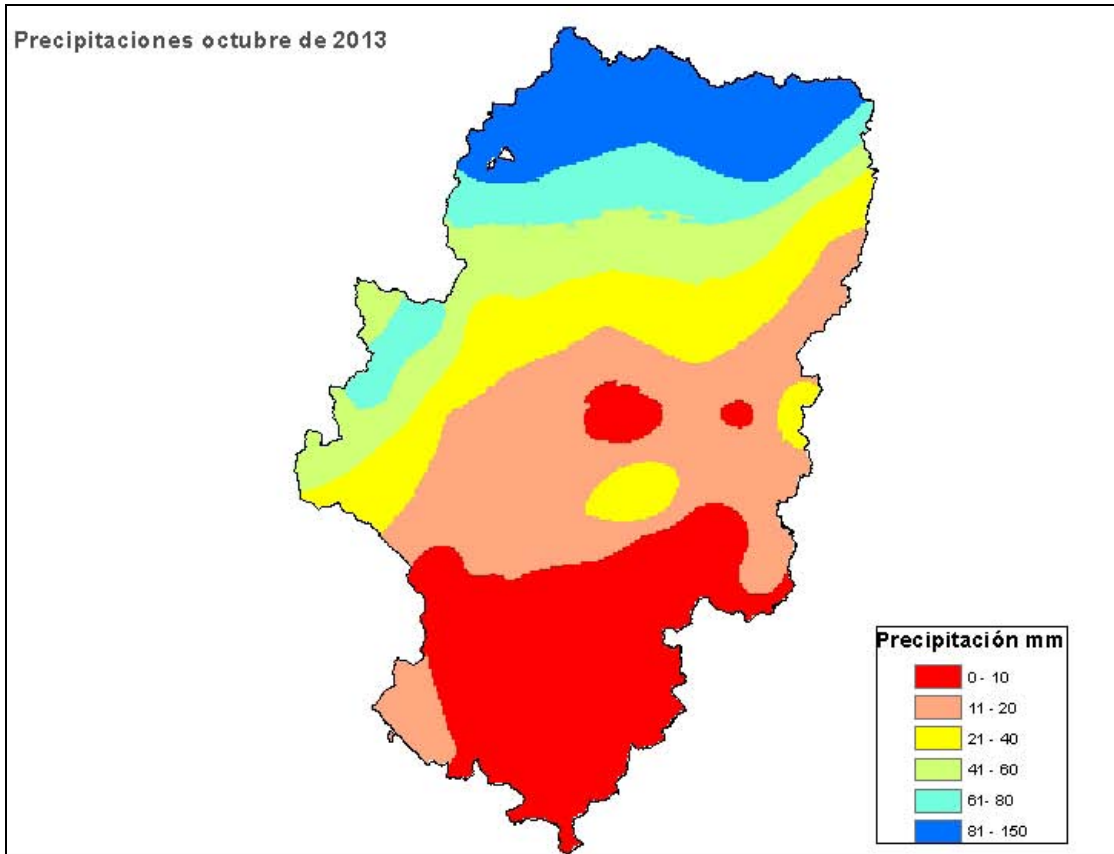 Precipitaciones octubre de 2013
Precipitación mm
0 - 10
11 - 20
21 - 40
41 - 60
61- 80
81 - 150